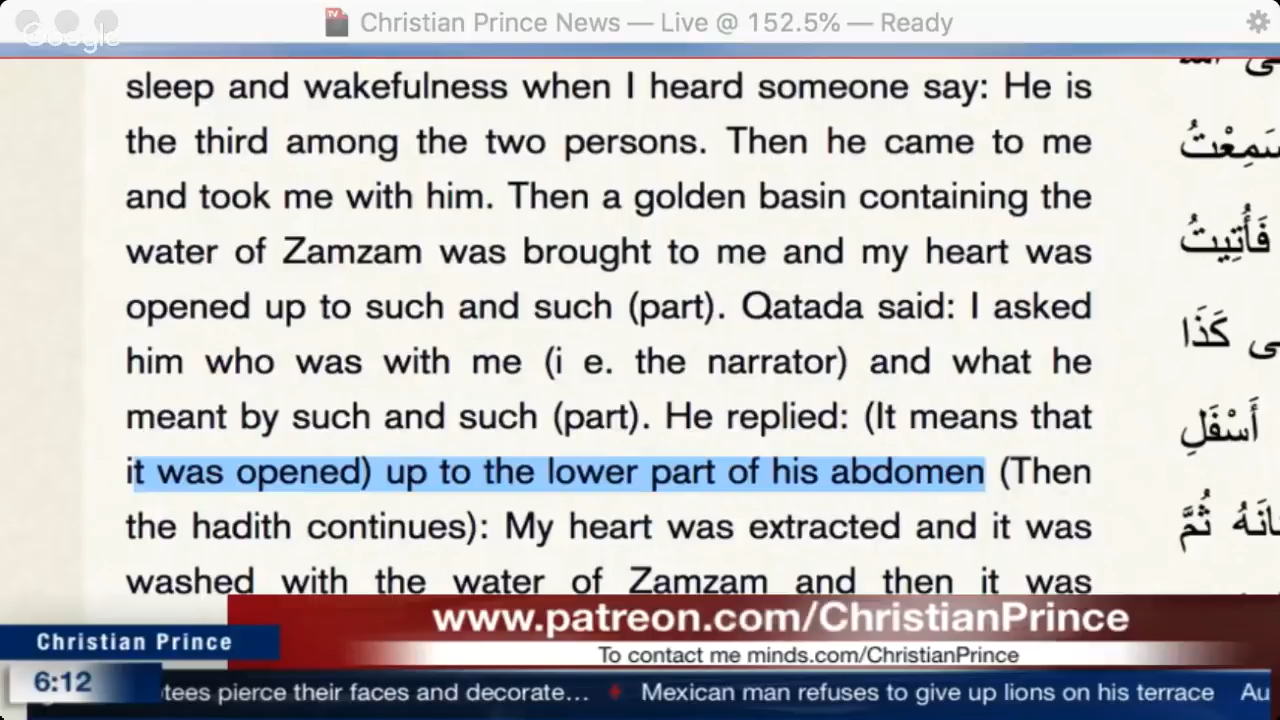 TV
Christian Prince News — Live @ 152.5% — Ready
Google
sleep and wakefulness when I heard someone say: He is
the third among the two persons. Then he came to me
and took me with him. Then a golden basin containing the
water of Zamzam was brought to me and my heart was
opened up to such and such (part). Qatada said: I asked
him who was with me (i e. the narrator) and what he
meant by such and such (part). He replied: (It means that
it was opened) up to the lower part of his abdomen (Then
the hadith continues): My heart was extracted and it was
washed with the water of Zamzam and then it was
سَمِعْتُ
فَأُتِيتُ
كَذَا
أَسْفَلِ
ثُمَّ
www.patreon.com/ChristianPrince
Christian Prince
To contact me minds.com/ChristianPrince
6:12
tees pierce their faces and decorate... Mexican man refuses to give up lions on his terrace Au